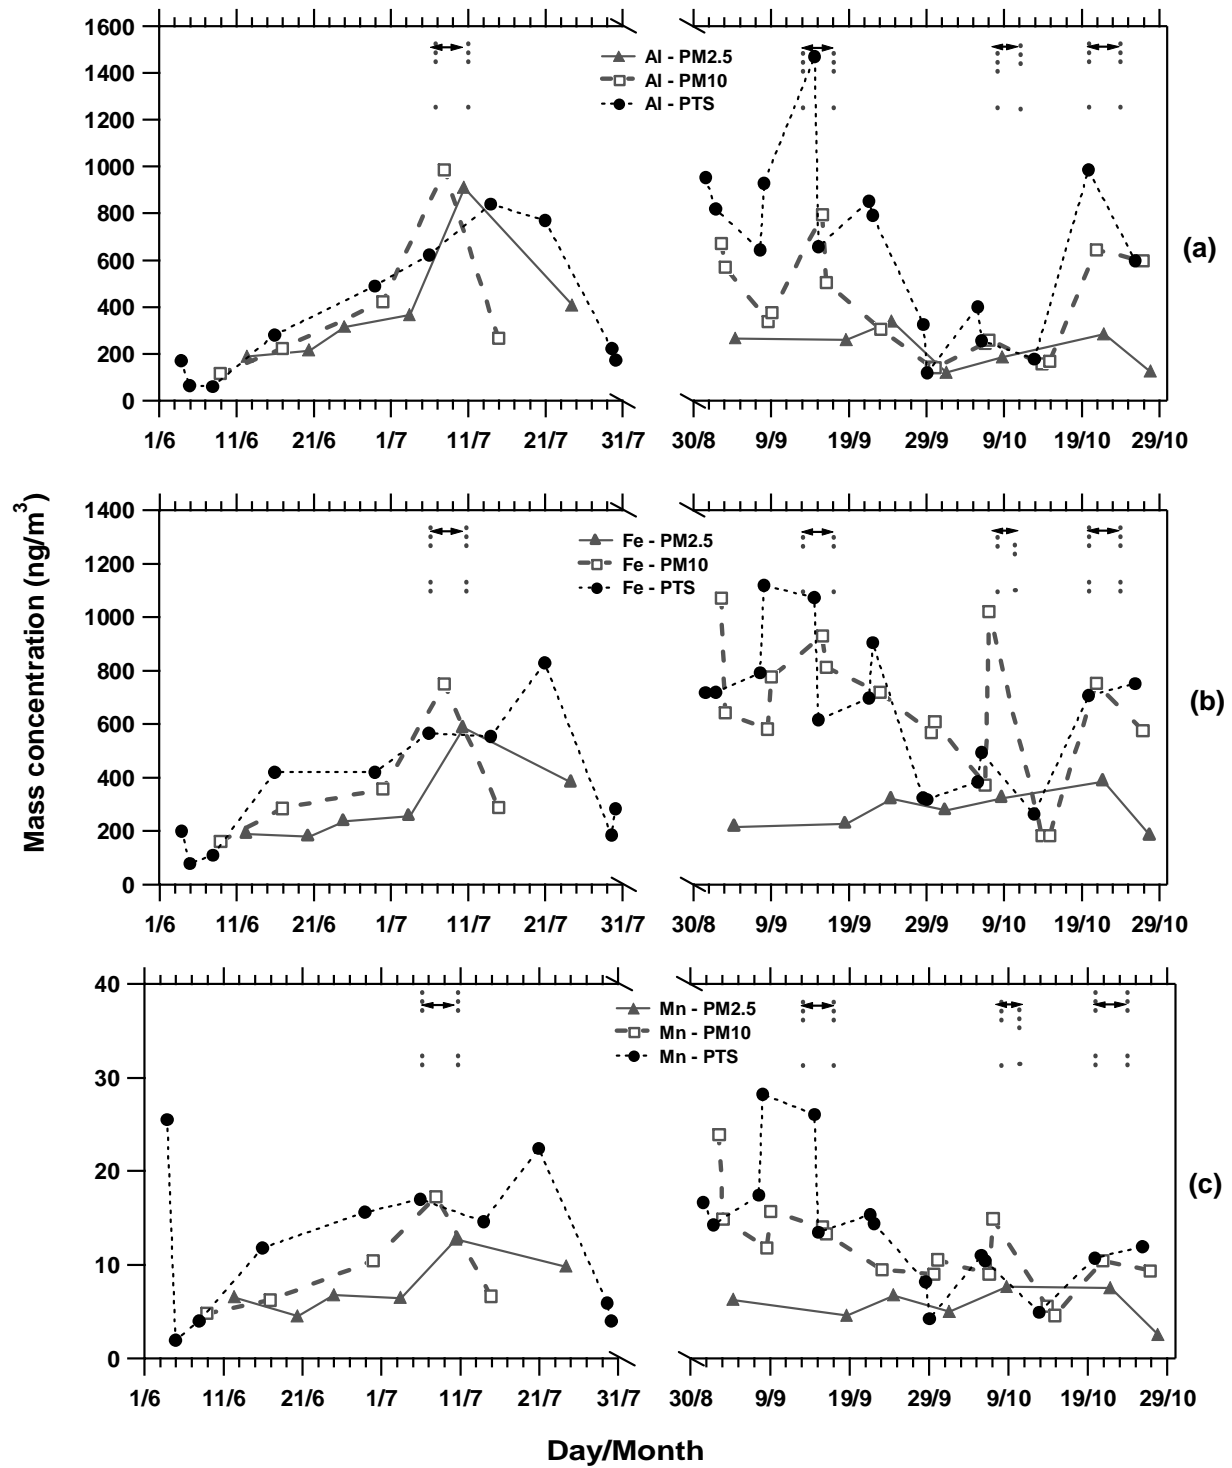 1600
1400
1200
1000
800
600
400
200
0
Al - PM2.5
Al - PM10
Al - PTS
(a)
1/6 11/6 21/6 1/7 11/7 21/7 31/7 30/8 9/9 19/9 29/9 9/10 19/10 29/10
Mass concentration (ng/m3)
1400
1200
1000
800
600
400
200
0
Fe - PM2.5
Fe - PM10
Fe - PTS
(b)
1/6 11/6 21/6 1/7 11/7 21/7 31/7 30/8 9/9 19/9 29/9 9/10 19/10 29/10
40
30
20
10
0
Mn - PM2.5
Mn - PM10
Mn - PTS
(c)
1/6 11/6 21/6 1/7 11/7 21/7 31/7 30/8 9/9 19/9 29/9 9/10 19/10 29/10
Day/Month